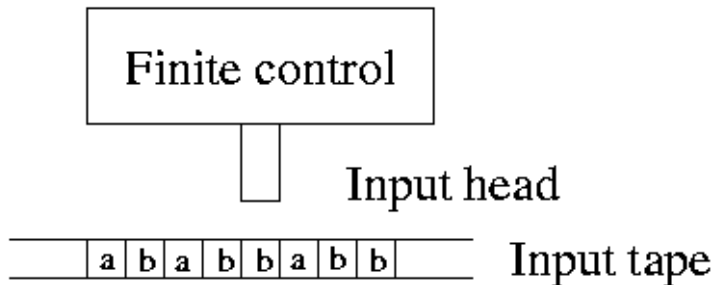 Finite control
Input head
a b a b b a b b
Input tape